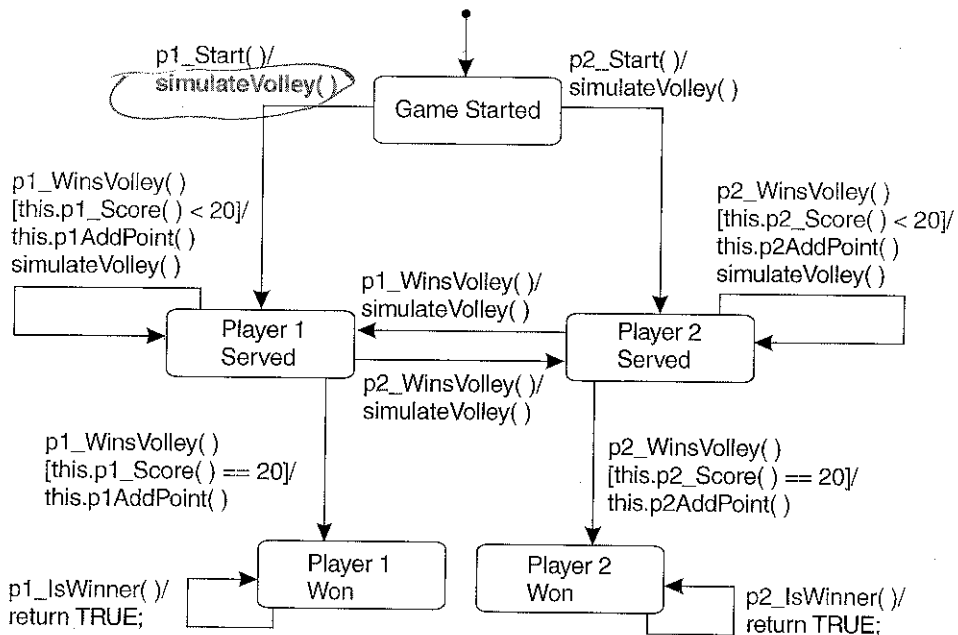 p1_Start( )/
simulateVolley( )
p2_Start( )/
simulateVolley( )
Game Started
p1_WinsVolley( )
[this.p1_Score( ) < 20]/
this.p1AddPoint( )
simulateVolley( )
p2_WinsVolley( )
[this.p2_Score( ) < 20]/
this.p2AddPoint( )
simulateVolley( )
p1_WinsVolley( )/
simulateVolley( )
Player 1
Served
Player 2
Served
p2_WinsVolley( )/
simulateVolley( )
p1_WinsVolley( )
[this.p1_Score( ) == 20]/
this.p1AddPoint( )
p2_WinsVolley( )
[this.p2_Score( ) == 20]/
this.p2AddPoint( )
Player 1
Won
Player 2
Won
p1_IsWinner( )/
return TRUE;
p2_IsWinner( )/
return TRUE;